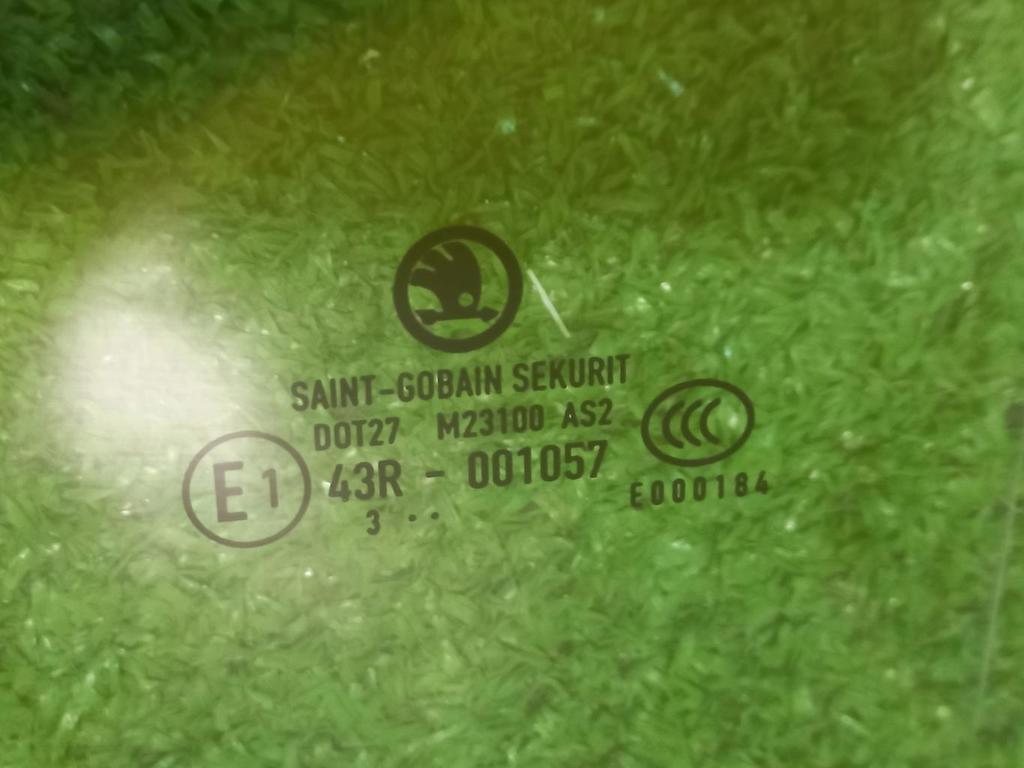 SAINT-GOBAIN SEKURIT
DOT27 M23100 AS2
E1 43R - 001057
E000184
3 ..